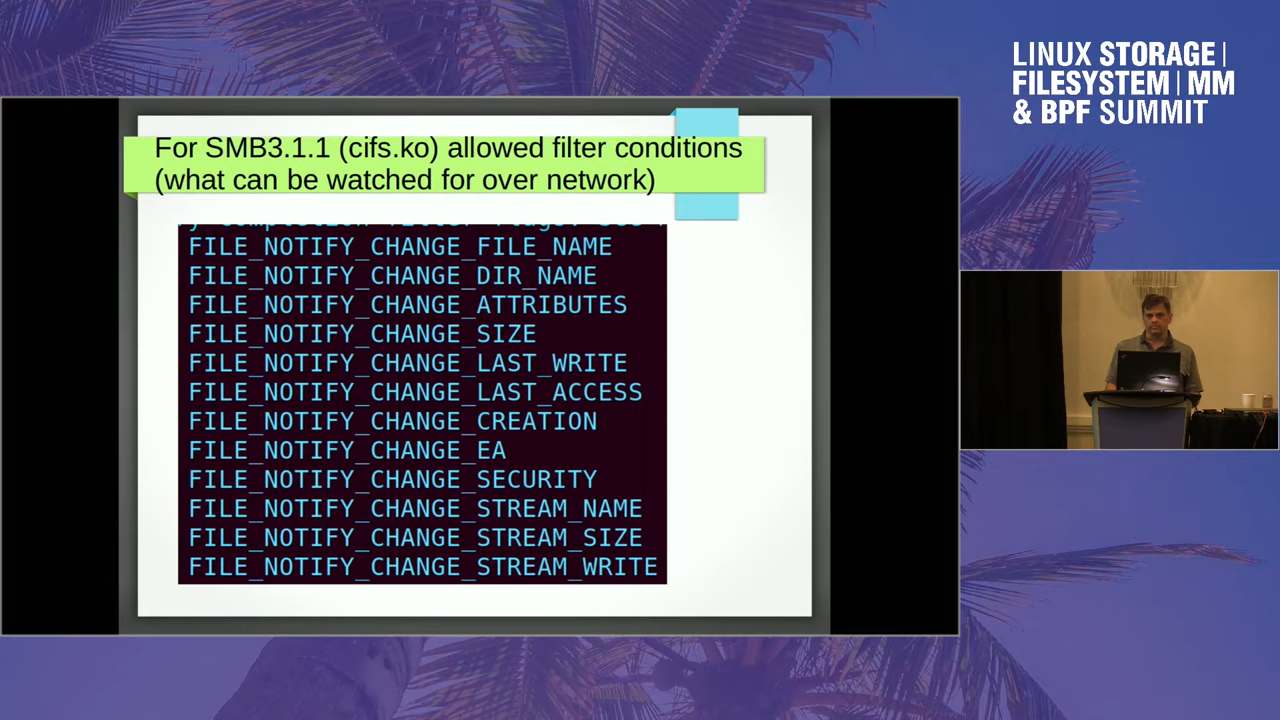 LINUX STORAGE |
FILESYSTEM | MM
& BPF SUMMIT
For SMB3.1.1 (cifs.ko) allowed filter conditions
(what can be watched for over network)
FILE_NOTIFY_CHANGE_FILE_NAME
FILE_NOTIFY_CHANGE_DIR_NAME
FILE_NOTIFY_CHANGE_ATTRIBUTES
FILE_NOTIFY_CHANGE_SIZE
FILE_NOTIFY_CHANGE_LAST_WRITE
FILE_NOTIFY_CHANGE_LAST_ACCESS
FILE_NOTIFY_CHANGE_CREATION
FILE_NOTIFY_CHANGE_EA
FILE_NOTIFY_CHANGE_SECURITY
FILE_NOTIFY_CHANGE_STREAM_NAME
FILE_NOTIFY_CHANGE_STREAM_SIZE
FILE_NOTIFY_CHANGE_STREAM_WRITE